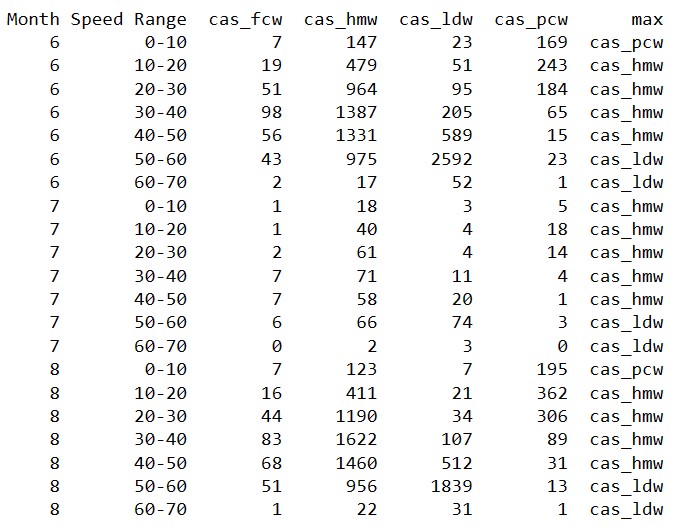 Month Speed Range cas_fcw cas_hmw cas_ldw cas_pcw max
6 0-10 7 147 23 169 cas_pcw
6 10-20 19 479 51 243 cas_hmw
6 20-30 51 964 95 184 cas_hmw
6 30-40 98 1387 205 65 cas_hmw
6 40-50 56 1331 589 15 cas_hmw
6 50-60 43 975 2592 23 cas_ldw
6 60-70 2 17 52 1 cas_ldw
7 0-10 1 18 3 5 cas_hmw
7 10-20 1 40 4 18 cas_hmw
7 20-30 2 61 4 14 cas_hmw
7 30-40 7 71 11 4 cas_hmw
7 40-50 7 58 20 1 cas_hmw
7 50-60 6 66 74 3 cas_ldw
7 60-70 0 2 3 0 cas_ldw
8 0-10 7 123 7 195 cas_pcw
8 10-20 16 411 21 362 cas_hmw
8 20-30 44 1190 34 306 cas_hmw
8 30-40 83 1622 107 89 cas_hmw
8 40-50 68 1460 512 31 cas_hmw
8 50-60 51 956 1839 13 cas_ldw
8 60-70 1 22 31 1 cas_ldw